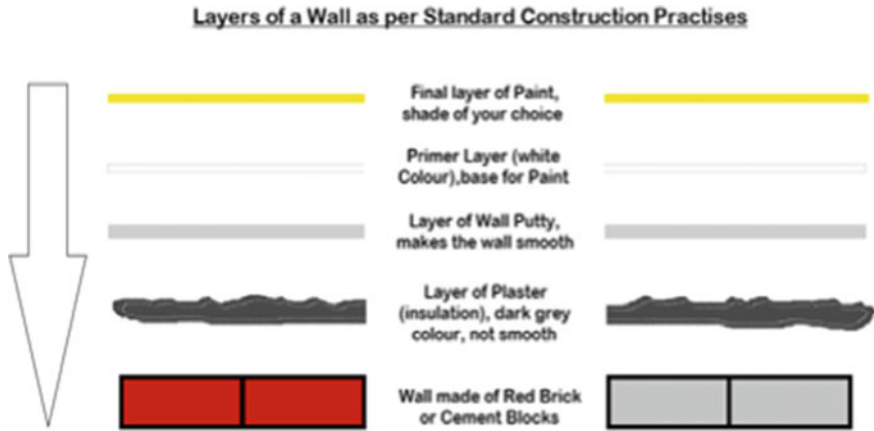 Layers of a Wall as per Standard Construction Practises
Final layer of Paint,
shade of your choice
Primer Layer (white
Colour),base for Paint
Layer of Wall Putty,
makes the wall smooth
Layer of Plaster
(insulation), dark grey
colour, not smooth
Wall made of Red Brick
or Cement Blocks